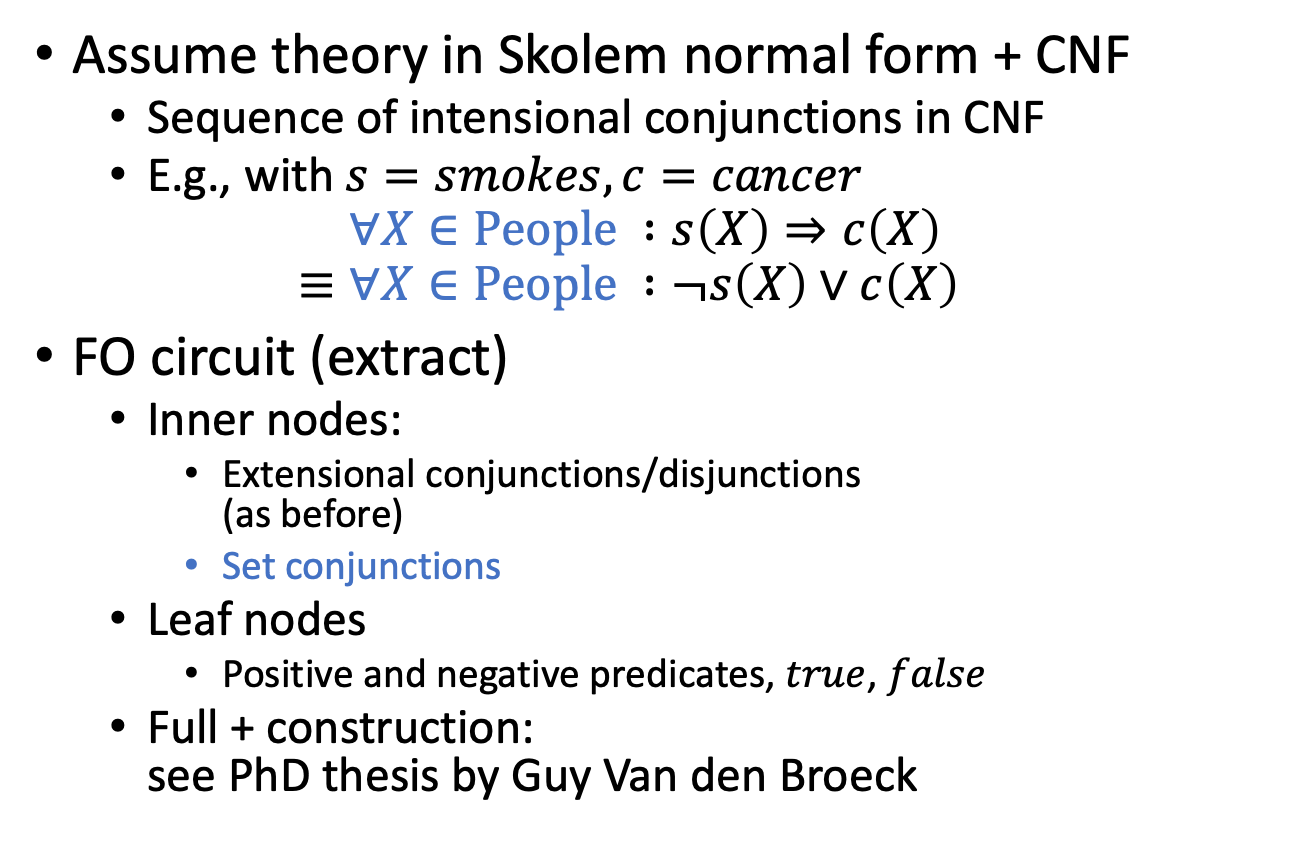 • Assume theory in Skolem normal form + CNF
• Sequence of intensional conjunctions in CNF
• E.g., with s = smokes, c = cancer
∀X ∈ People : s(X) ⇒ c(X)
≡ ∀X ∈ People : ¬s(X) ∨ c(X)
• FO circuit (extract)
• Inner nodes:
• Extensional conjunctions/disjunctions
(as before)
• Set conjunctions
• Leaf nodes
• Positive and negative predicates, true, false
• Full + construction:
see PhD thesis by Guy Van den Broeck